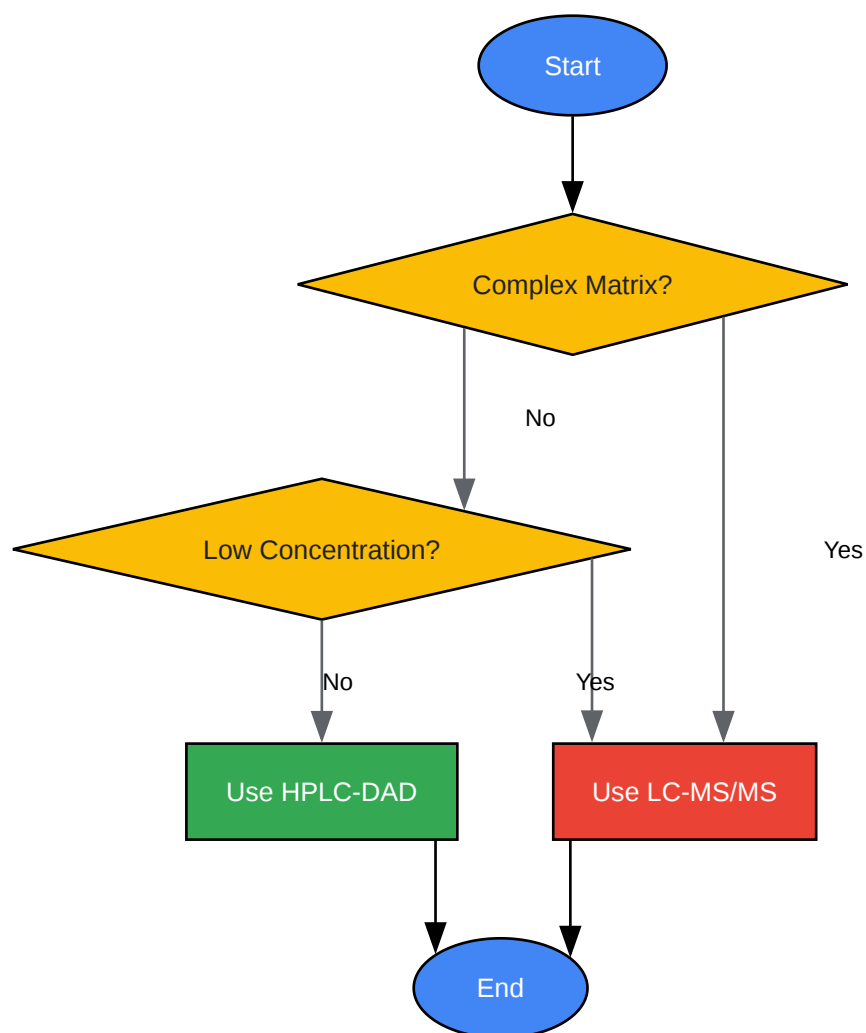 Start
Complex Matrix?
No
Low Concentration?
Yes
No
Yes
Use HPLC-DAD
Use LC-MS/MS
End